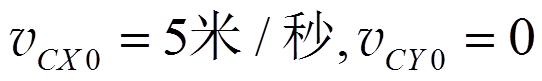 v_{CX0} = 5米 / 秒, v_{CY0} = 0